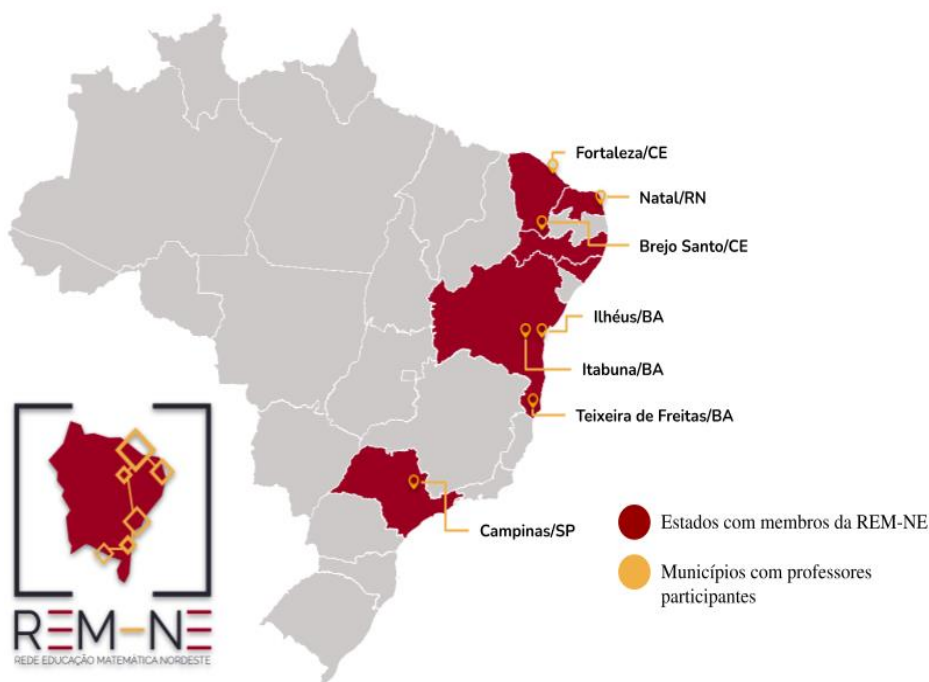 Fortaleza/CE
Natal/RN
Brejo Santo/CE
Ilhéus/BA
Itabuna/BA
Teixeira de Freitas/BA
Campinas/SP
Estados com membros da REM-NE
Municípios com professores
participantes
REM-NE
REDE EDUCAÇÃO MATEMÁTICA NORDESTE